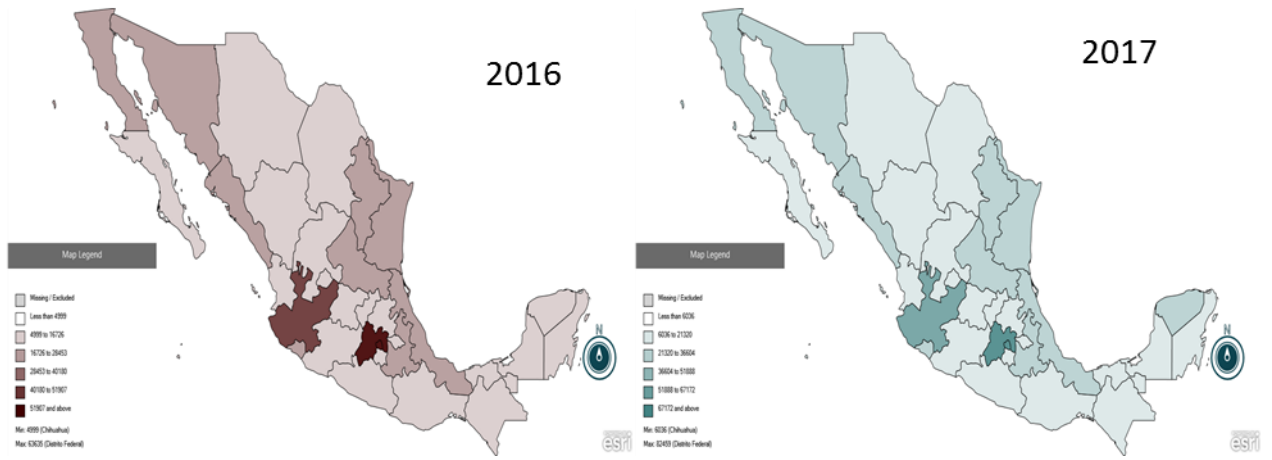 2016
Map Legend
Missing / Excluded
Less than 4999
4999 to 16726
16726 to 28453
28453 to 40180
40180 to 51907
51907 and above
Min: 4999 (Chihuahua)
Max: 63635 (Distrito Federal)
N
esri
2017
Map Legend
Missing / Excluded
Less than 6036
6036 to 21320
21320 to 36604
36604 to 51888
51888 to 67172
67172 and above
Min: 6036 (Chihuahua)
Max: 82459 (Distrito Federal)
N
esri